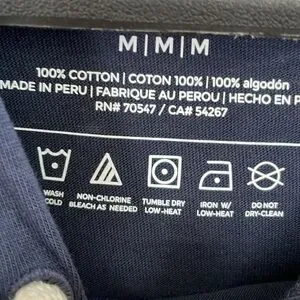 M|M|M
100% COTTON | COTON 100% | 100% algodón
MADE IN PERU | FABRIQUE AU PEROU | HECHO EN
RN# 70547 / CA# 54267
WASH COLD
NON-CHLORINE BLEACH AS NEEDED
TUMBLE DRY LOW-HEAT
IRON W/ LOW-HEAT
DO NOT DRY-CLEAN